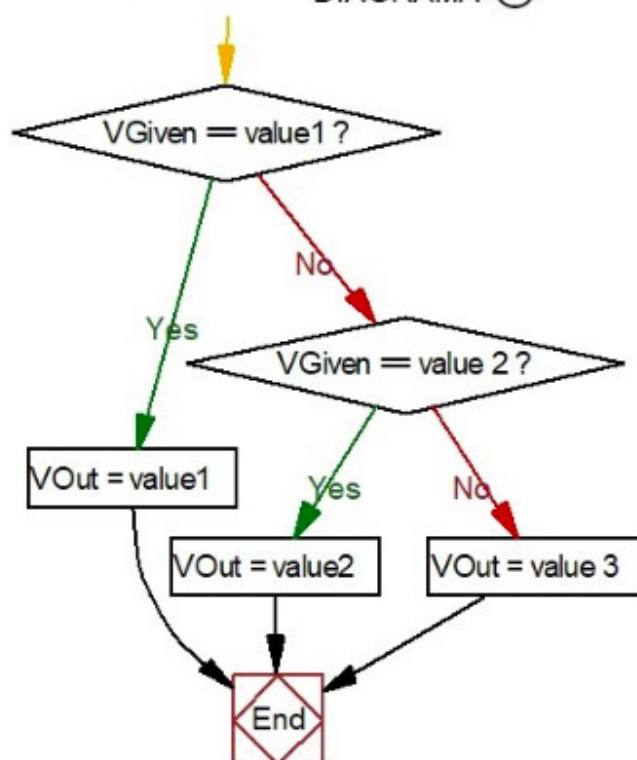 VGiven == value1 ?
No
Yes
VGiven == value 2 ?
VOut = value1
Yes
No
VOut = value2
VOut = value 3
End